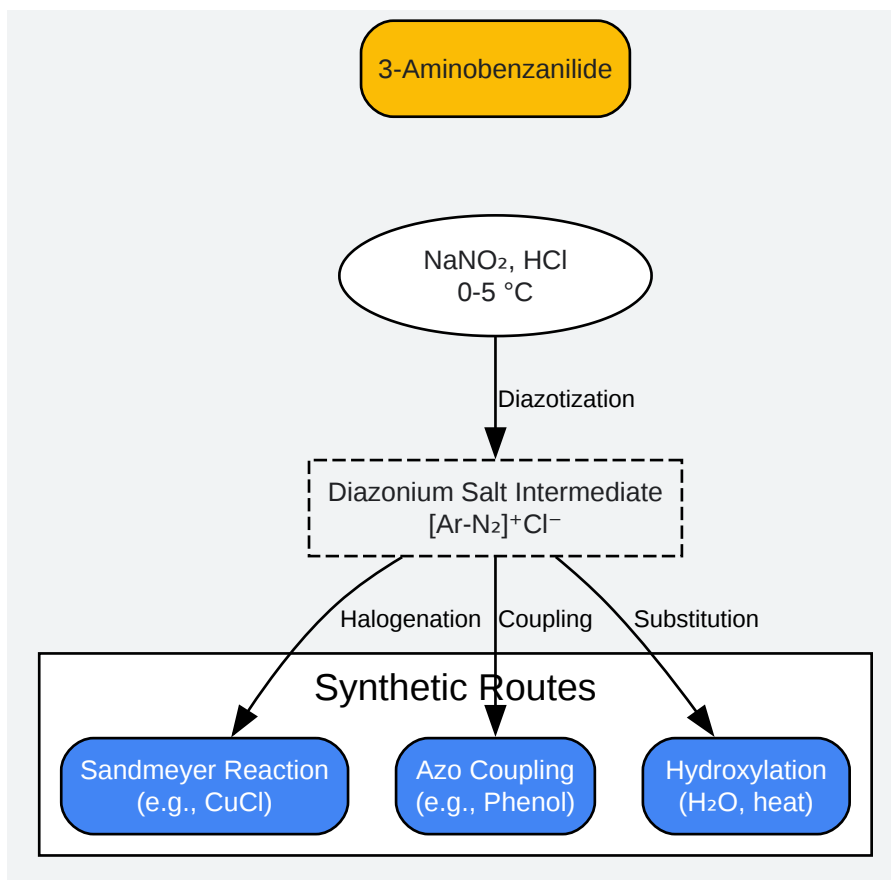 3-Aminobenzanilide
NaNO₂, HCl
0-5 °C
Diazotization
Diazonium Salt Intermediate
[Ar-N₂]⁺Cl⁻
Halogenation
Coupling
Substitution
Synthetic Routes
Sandmeyer Reaction
(e.g., CuCl)
Azo Coupling
(e.g., Phenol)
Hydroxylation
(H₂O, heat)